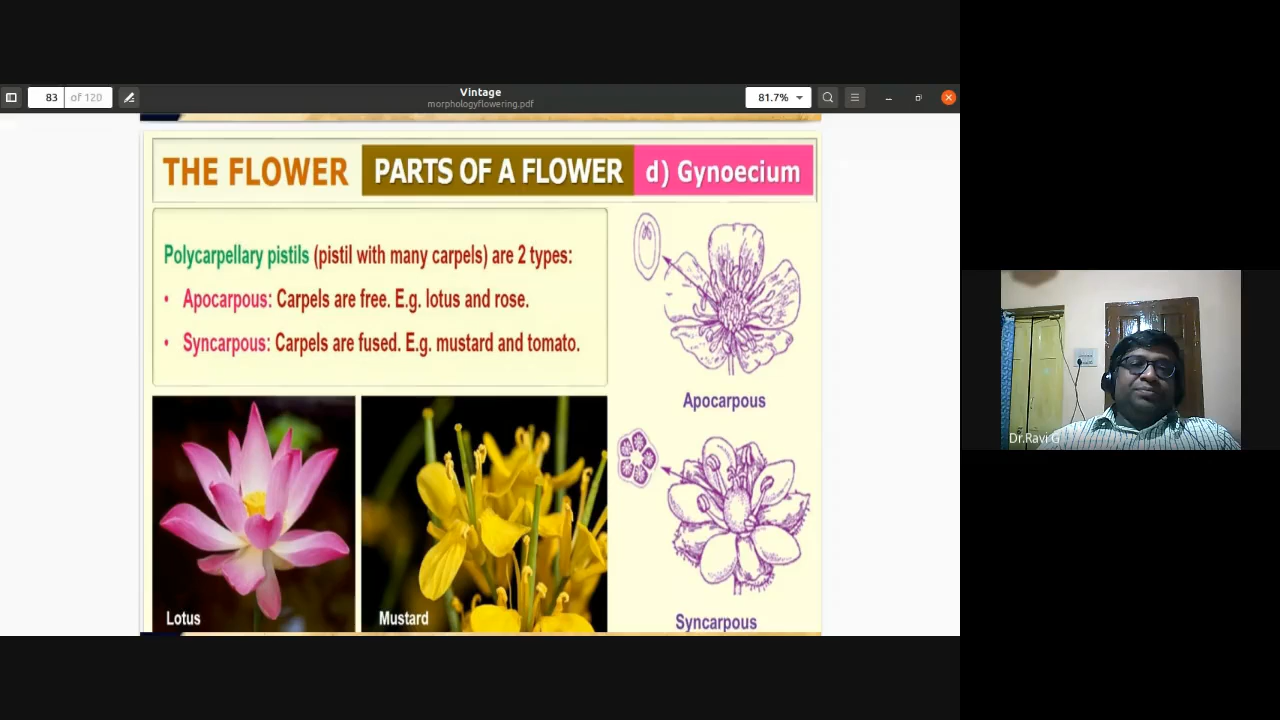 83 of 120
Vintage
morphologyflowering.pdf
81.7%
THE FLOWER PARTS OF A FLOWER d) Gynoecium
Polycarpellary pistils (pistil with many carpels) are 2 types:
• Apocarpous: Carpels are free. E.g. lotus and rose.
• Syncarpous: Carpels are fused. E.g. mustard and tomato.
Apocarpous
Lotus
Mustard
Syncarpous
Dr.Ravi G